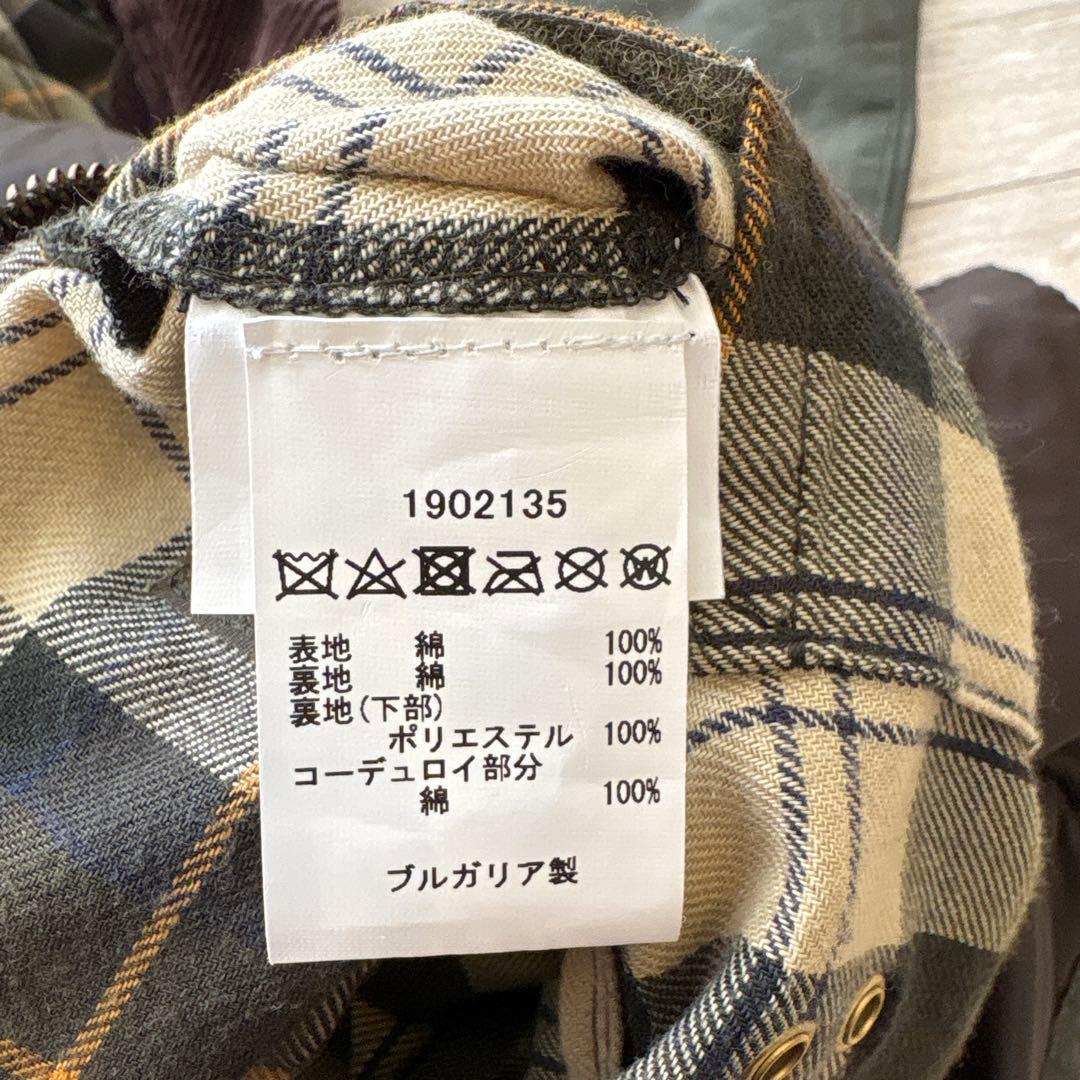 1902135
表地 綿 100%
裏地 綿 100%
裏地(下部)
ポリエステル 100%
コーデュロイ部分
綿 100%
ブルガリア製